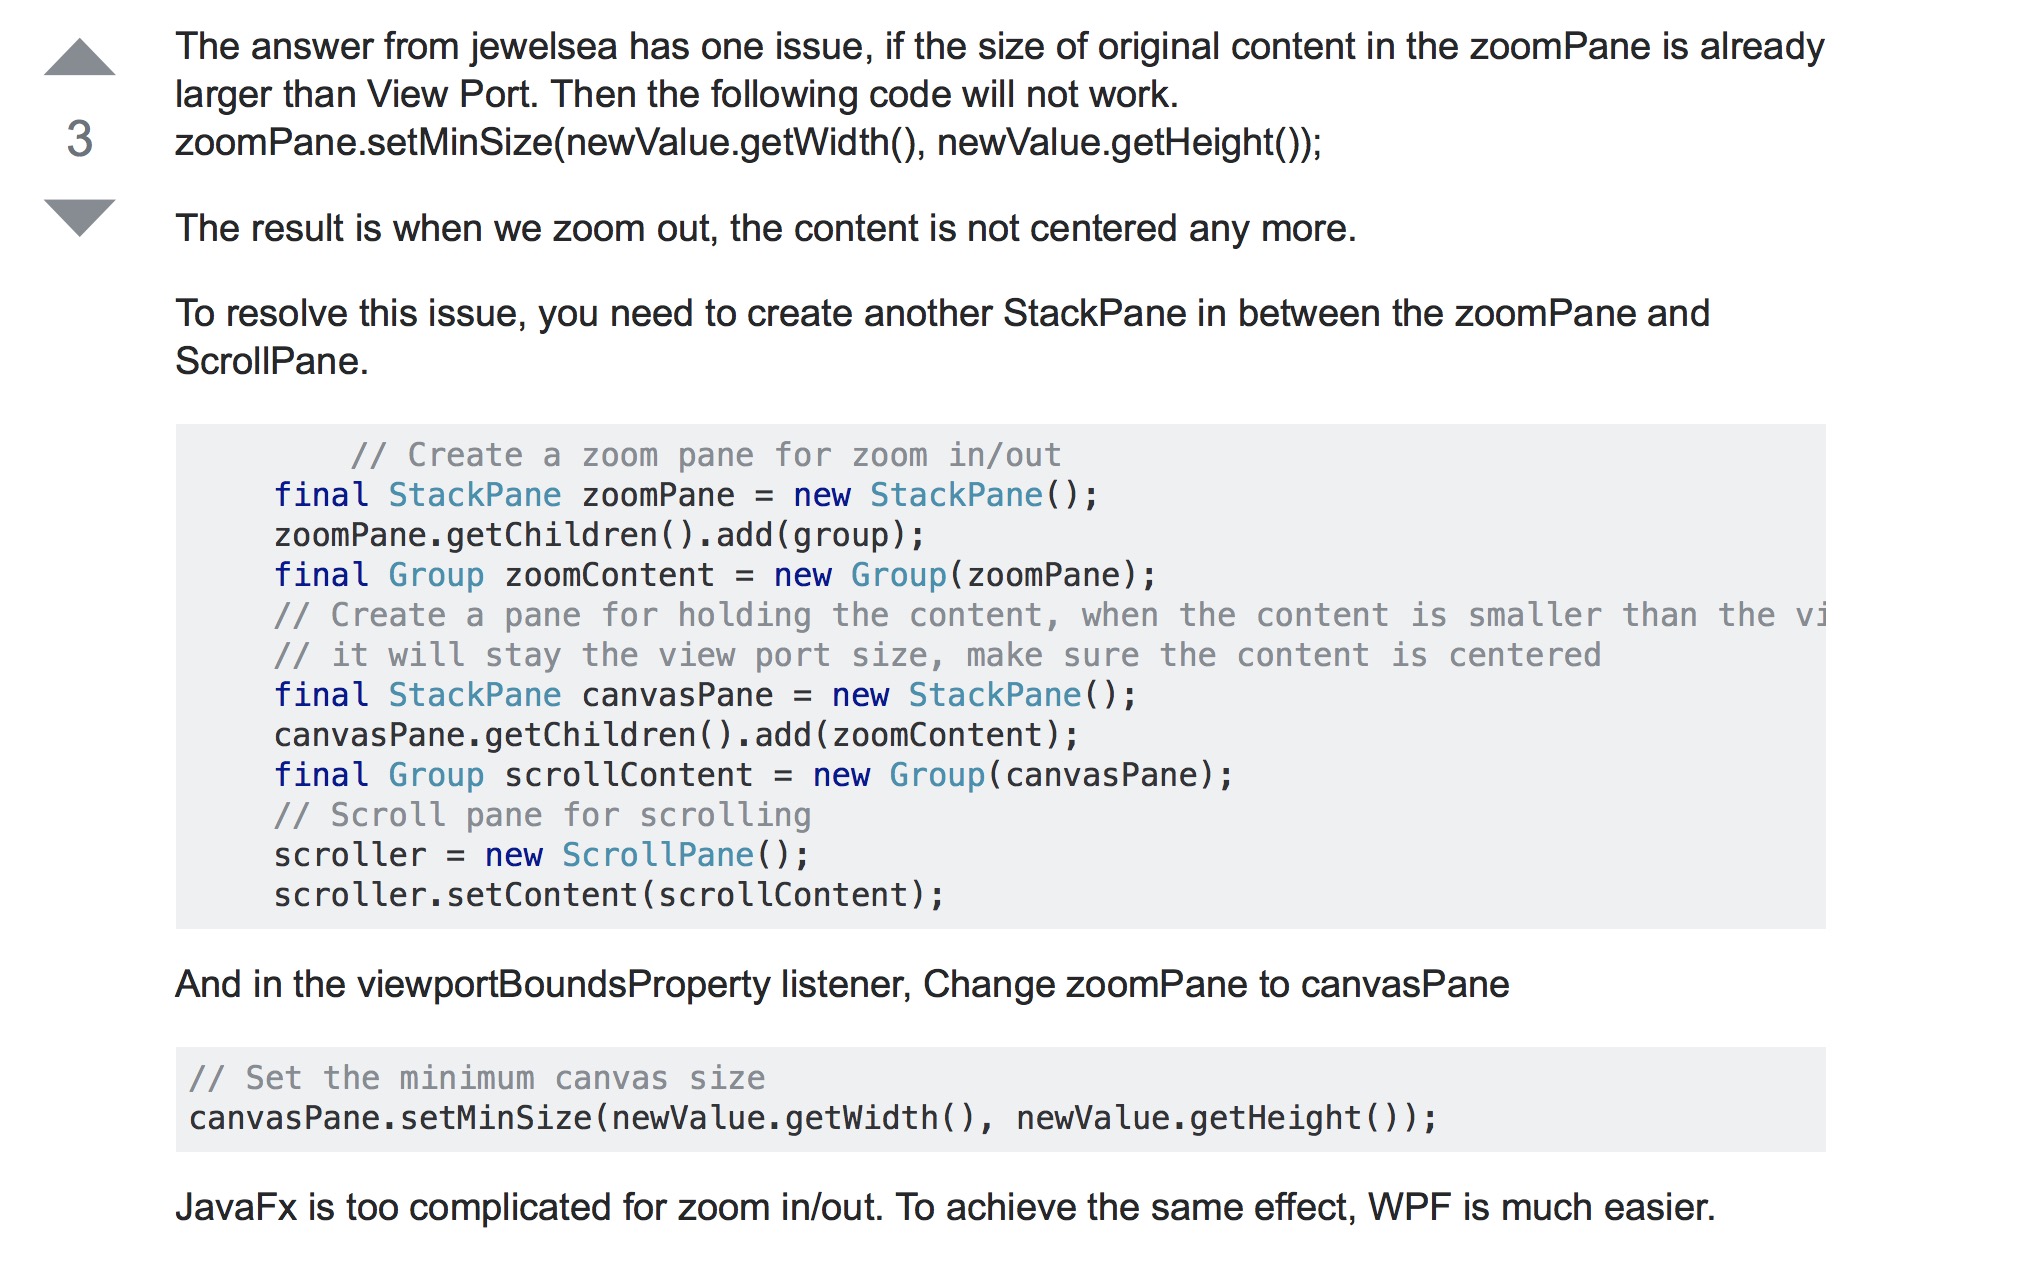 The answer from jewelsea has one issue, if the size of original content in the zoomPane is already
larger than View Port. Then the following code will not work.
3
zoomPane.setMinSize(newValue.getWidth(), newValue.getHeight());
The result is when we zoom out, the content is not centered any more.
To resolve this issue, you need to create another StackPane in between the zoomPane and
ScrollPane.
// Create a zoom pane for zoom in/out
final StackPane zoomPane = new StackPane();
zoomPane.getChildren().add(group);
final Group zoomContent = new Group(zoomPane);
// Create a pane for holding the content, when the content is smaller than the vi
// it will stay the view port size, make sure the content is centered
final StackPane canvasPane = new StackPane();
canvasPane.getChildren().add(zoomContent);
final Group scrollContent = new Group(canvasPane);
// Scroll pane for scrolling
scroller = new ScrollPane();
scroller.setContent(scrollContent);
And in the viewportBoundsProperty listener, Change zoomPane to canvasPane
// Set the minimum canvas size
canvasPane.setMinSize(newValue.getWidth(), newValue.getHeight());
JavaFx is too complicated for zoom in/out. To achieve the same effect, WPF is much easier.